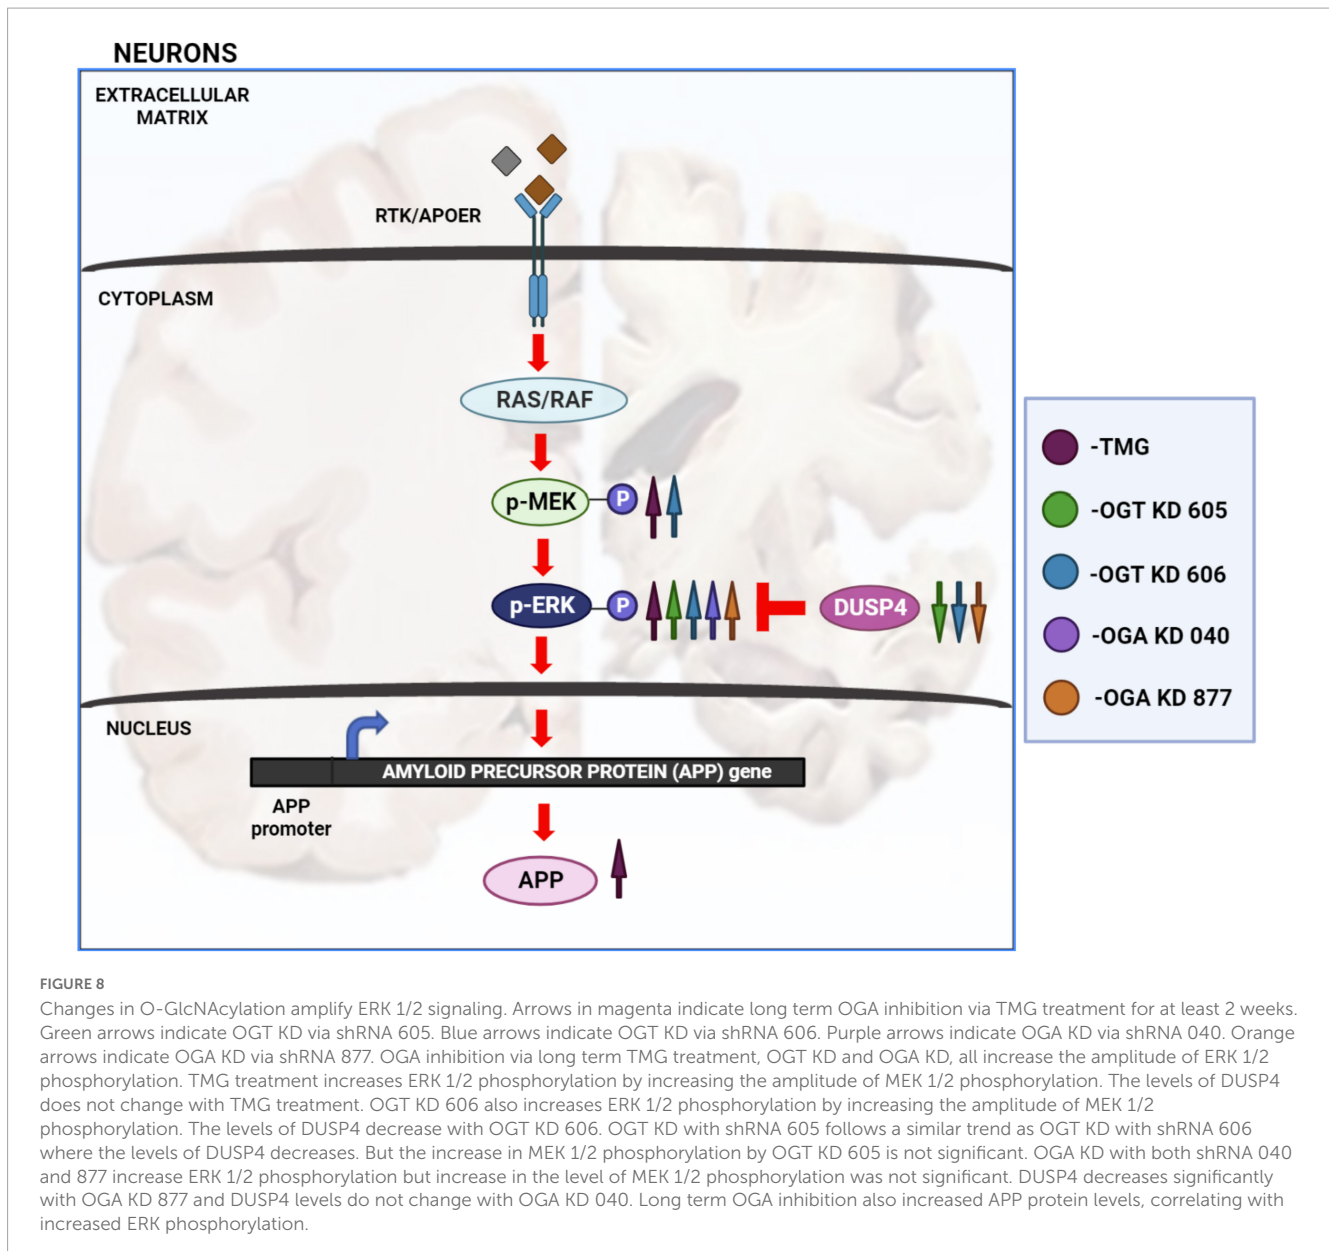 NEURONS
EXTRACELLULAR
MATRIX
RTK/APOER
CYTOPLASM
RAS/RAF
p-MEK
P
p-ERK
P
DUSP4
NUCLEUS
AMYLOID PRECURSOR PROTEIN (APP) gene
APP
promoter
APP
-TMG
-OGT KD 605
-OGT KD 606
-OGA KD 040
-OGA KD 877
FIGURE 8
Changes in O-GlcNAcylation amplify ERK 1/2 signaling. Arrows in magenta indicate long term OGA inhibition via TMG treatment for at least 2 weeks.
Green arrows indicate OGT KD via shRNA 605. Blue arrows indicate OGT KD via shRNA 606. Purple arrows indicate OGA KD via shRNA 040. Orange
arrows indicate OGA KD via shRNA 877. OGA inhibition via long term TMG treatment, OGT KD and OGA KD, all increase the amplitude of ERK 1/2
phosphorylation. TMG treatment increases ERK 1/2 phosphorylation by increasing the amplitude of MEK 1/2 phosphorylation. The levels of DUSP4
does not change with TMG treatment. OGT KD 606 also increases ERK 1/2 phosphorylation by increasing the amplitude of MEK 1/2
phosphorylation. The levels of DUSP4 decrease with OGT KD 606. OGT KD with shRNA 605 follows a similar trend as OGT KD with shRNA 606
where the levels of DUSP4 decreases. But the increase in MEK 1/2 phosphorylation by OGT KD 605 is not significant. OGA KD with both shRNA 040
and 877 increase ERK 1/2 phosphorylation but increase in the level of MEK 1/2 phosphorylation was not significant. DUSP4 decreases significantly
with OGA KD 877 and DUSP4 levels do not change with OGA KD 040. Long term OGA inhibition also increased APP protein levels, correlating with
increased ERK phosphorylation.